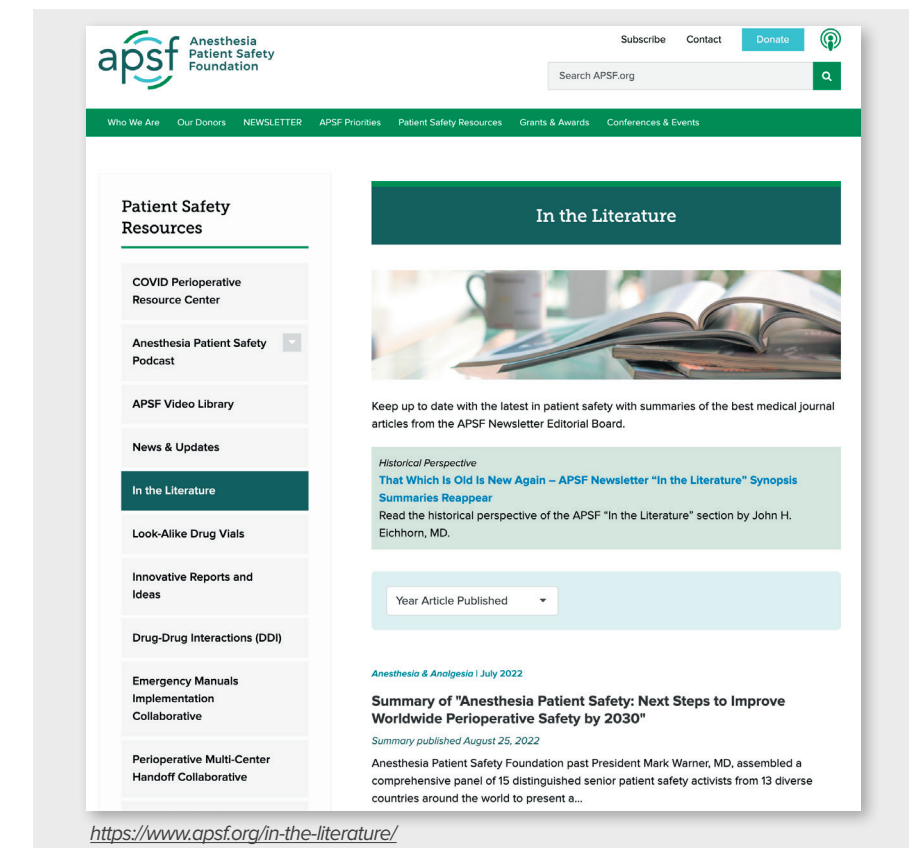 apsf
Anesthesia
Patient Safety
Foundation
Subscribe Contact Donate
Search APSF.org
Who We Are Our Donors NEWSLETTER APSF Priorities Patient Safety Resources Grants & Awards Conferences & Events
Patient Safety
Resources
COVID Perioperative
Resource Center
Anesthesia Patient Safety
Podcast
APSF Video Library
News & Updates
In the Literature
Look-Alike Drug Vials
Innovative Reports and
Ideas
Drug-Drug Interactions (DDI)
Emergency Manuals
Implementation
Collaborative
Perioperative Multi-Center
Handoff Collaborative
In the Literature
Keep up to date with the latest in patient safety with summaries of the best medical journal
articles from the APSF Newsletter Editorial Board.
Historical Perspective
That Which Is Old Is New Again – APSF Newsletter “In the Literature” Synopsis
Summaries Reappear
Read the historical perspective of the APSF “In the Literature” section by John H.
Eichhorn, MD.
Year Article Published
Anesthesia & Analgesia | July 2022
Summary of "Anesthesia Patient Safety: Next Steps to Improve
Worldwide Perioperative Safety by 2030"
Summary published August 25, 2022
Anesthesia Patient Safety Foundation past President Mark Warner, MD, assembled a
comprehensive panel of 15 distinguished senior patient safety activists from 13 diverse
countries around the world to present a...
https://www.apsf.org/in-the-literature/